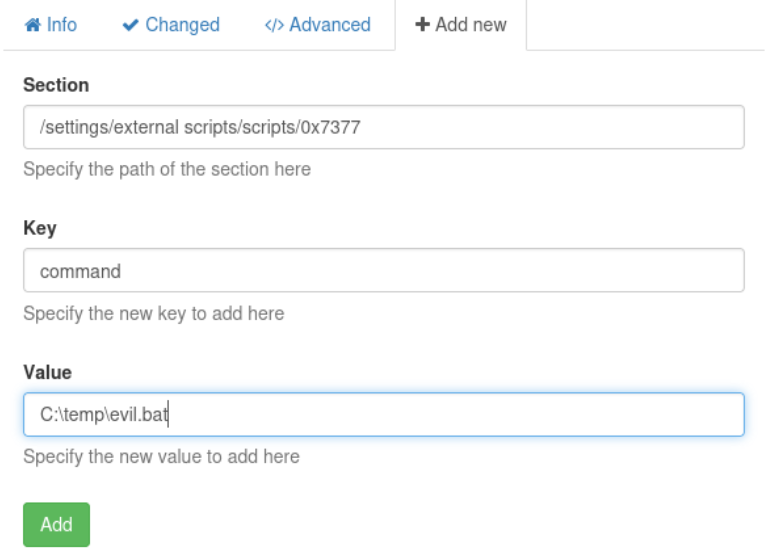 Info
Changed
</> Advanced
+ Add new
Section
/settings/external scripts/scripts/0x7377
Specify the path of the section here
Key
command
Specify the new key to add here
Value
C:\temp\evil.bat
Specify the new value to add here
Add